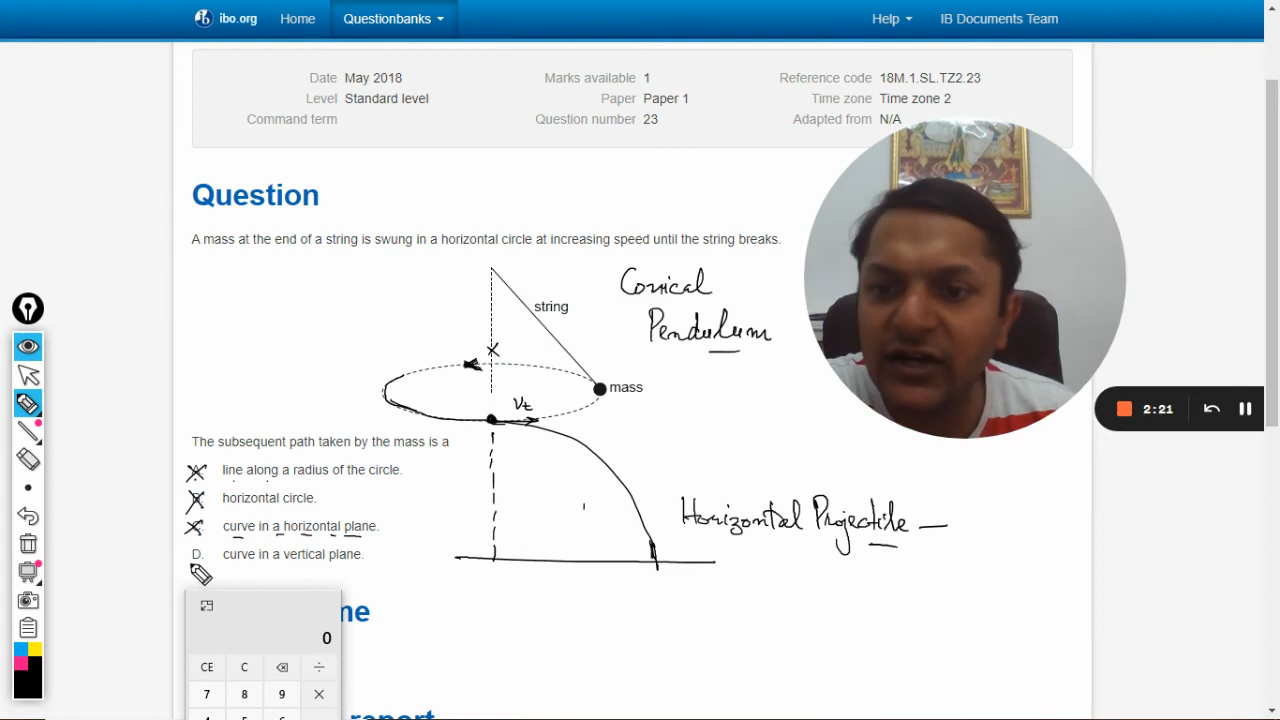 ibo.org Home Questionbanks Help IB Documents Team
Date May 2018 Marks available 1 Reference code 18M.1.SL.TZ2.23
Level Standard level Paper Paper 1 Time zone Time zone 2
Command term Question number 23 Adapted from N/A
Question
A mass at the end of a string is swung in a horizontal circle at increasing speed until the string breaks.
Conical
string
Pendulum
mass
Vt
The subsequent path taken by the mass is a
A. line along a radius of the circle.
B. horizontal circle.
C. curve in a horizontal plane.
D. curve in a vertical plane.
Horizontal Projectile —
2:21
0
CE C ÷
7 8 9 ×
report